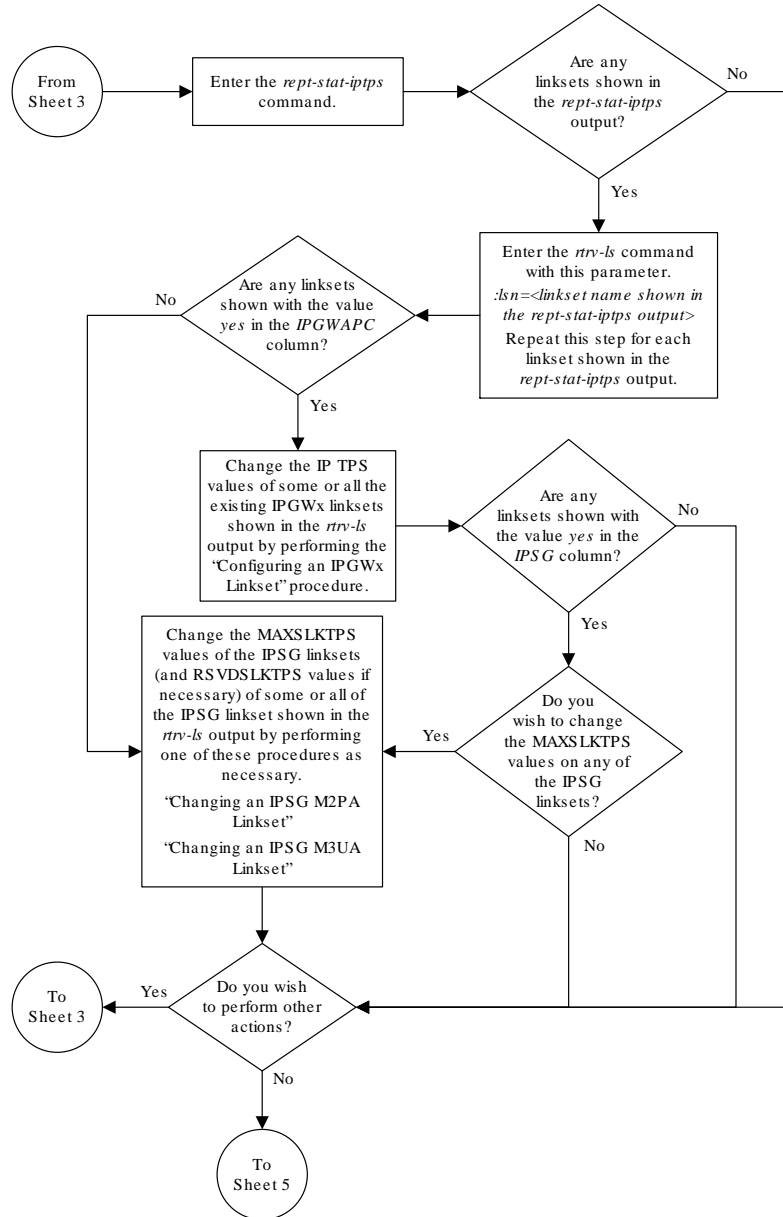 From
Sheet 3
Enter the rept-stat-iptps
command.
Are any
linksets shown in
the rept-stat-iptps
output?
No
Yes
Enter the rtrv-ls command
with this parameter.
:lsn=<linkset name shown in
the rept-stat-iptps output>
Repeat this step for each
linkset shown in the
rept-stat-iptps output.
Are any linksets
shown with the value
yes in the IPGWAPC
column?
No
Yes
Change the IP TPS
values of some or all the
existing IPGWx linksets
shown in the rtrv-ls
output by performing the
“Configuring an IPGWx
Linkset” procedure.
Are any
linksets shown with
the value yes in the
IPSG column?
No
Yes
Do you
wish to change
the MAXSLKTPS
values on any of
the IPSG
linksets?
Yes
No
Change the MAXSLKTPS
values of the IPSG linksets
(and RSVDSLKTPS values if
necessary) of some or all of
the IPSG linkset shown in the
rtrv-ls output by performing
one of these procedures as
necessary.
“Changing an IPSG M2PA
Linkset”
“Changing an IPSG M3UA
Linkset”
Do you wish
to perform other
actions?
Yes
To
Sheet 3
No
To
Sheet 5